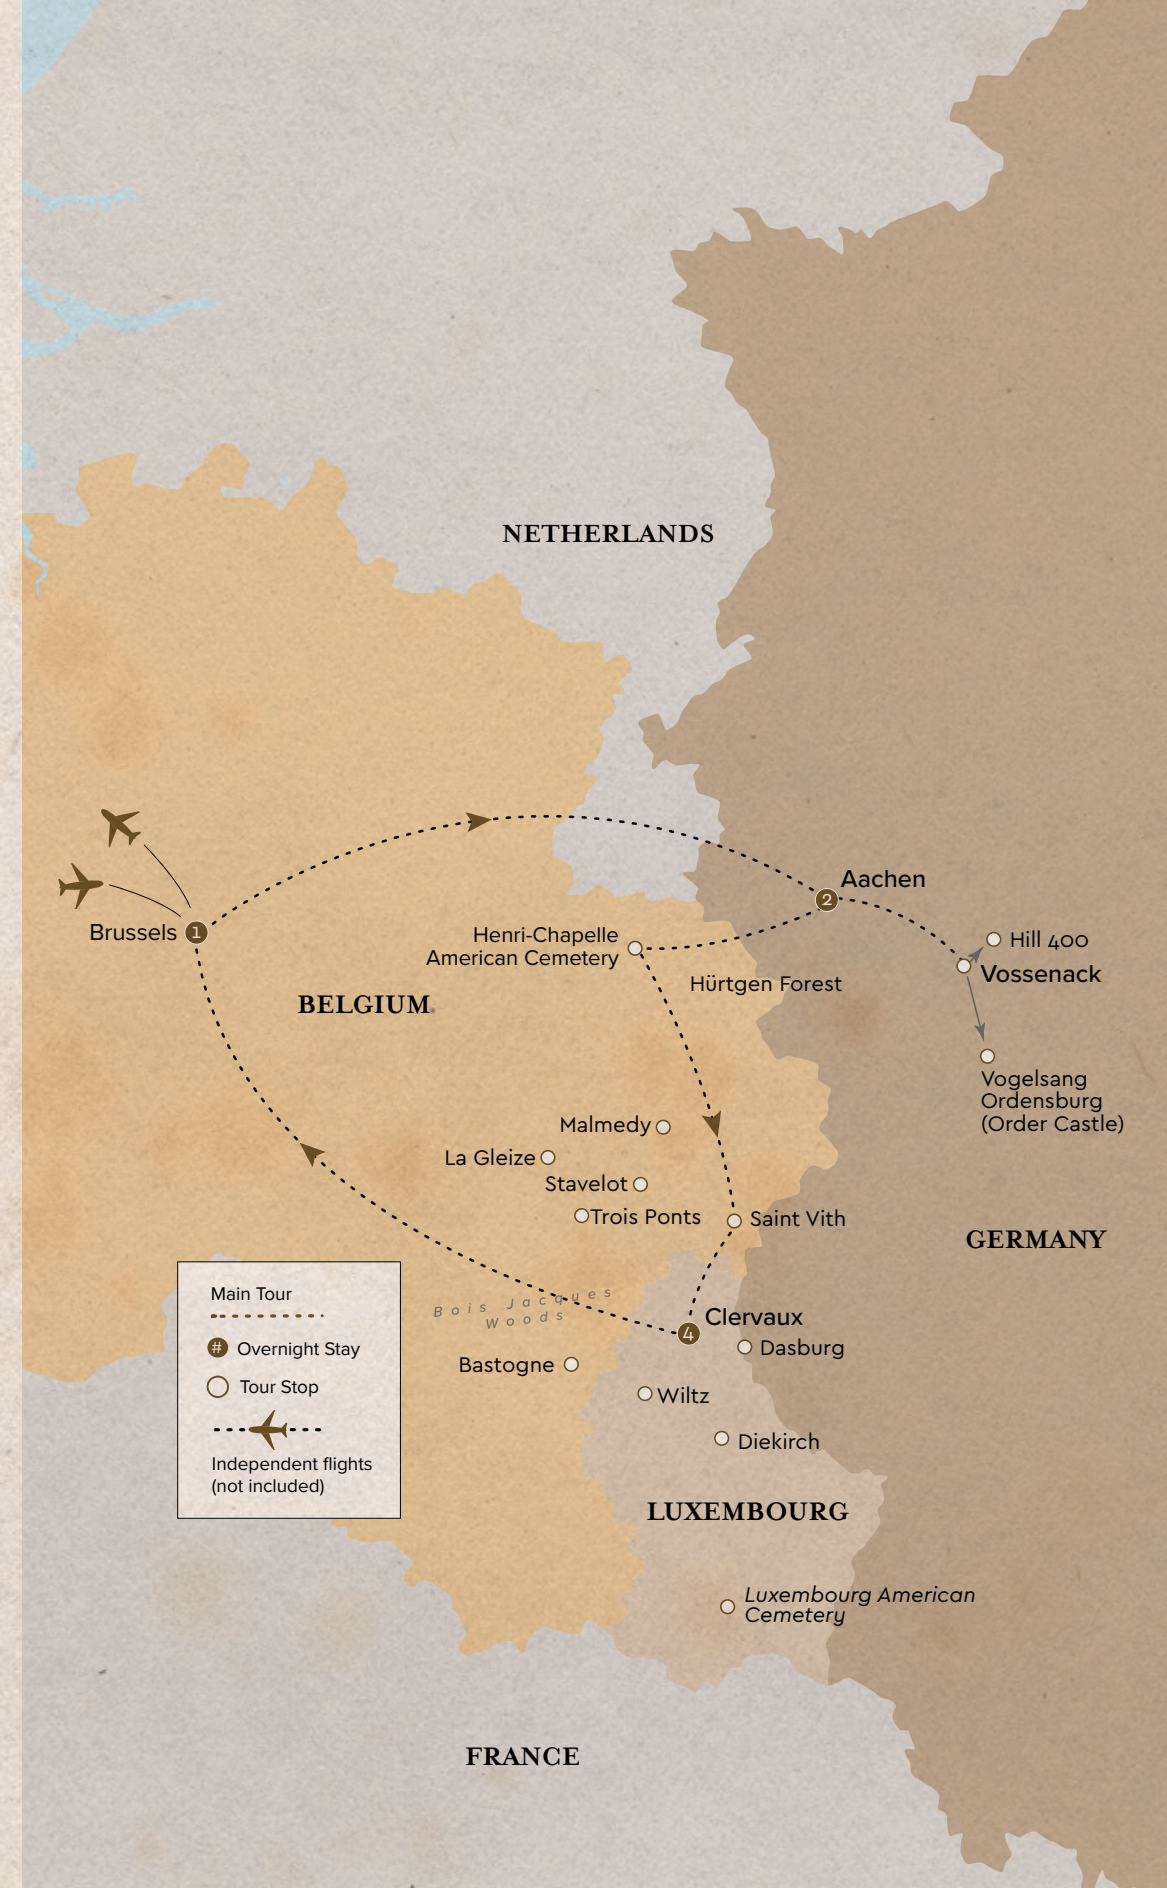 NETHERLANDS
Aachen
2
Brussels
1
Henri-Chapelle
American Cemetery
Hill 400
Vossenack
Hürtgen Forest
BELGIUM
Vogelsang
Ordensburg
(Order Castle)
Malmedy
La Gleize
Stavelot
Trois Ponts
Saint Vith
GERMANY
Bois Jacques
Woods
Clervaux
4
Dasburg
Bastogne
Wiltz
Diekirch
Main Tour
# Overnight Stay
Tour Stop
Independent flights
(not included)
LUXEMBOURG
Luxembourg American
Cemetery
FRANCE